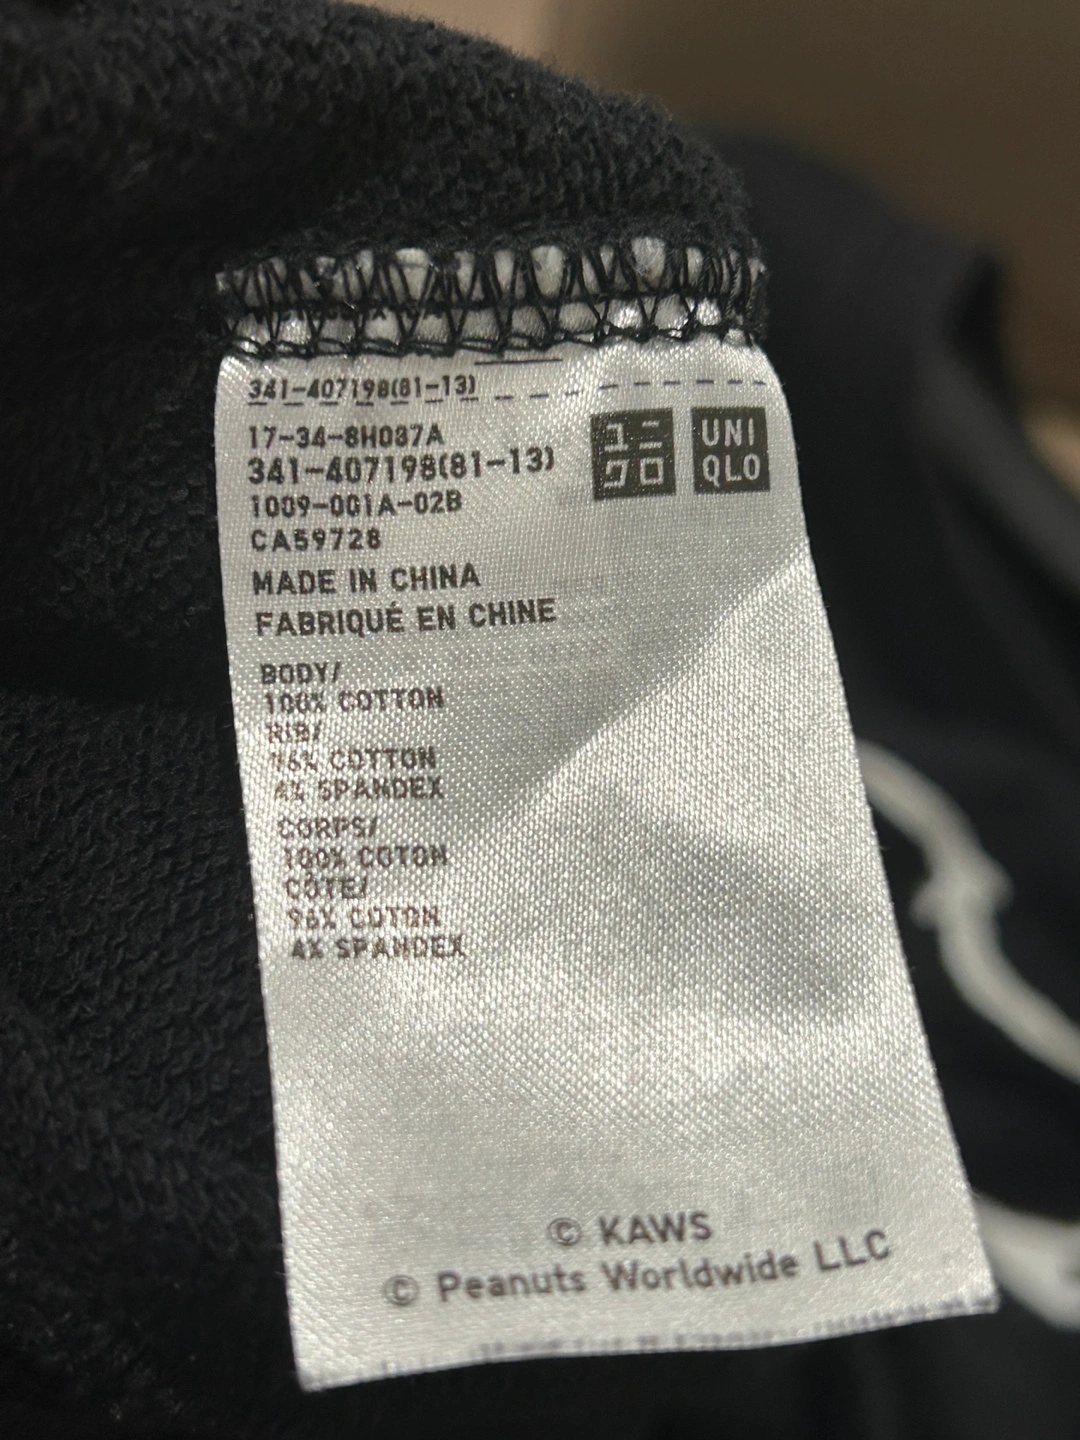 341-407198(81-13)
17-34-8H087A
341-407198(81-13)
1009-001A-02B
CA59728
MADE IN CHINA
FABRIQUÉ EN CHINE
ユニ
クロ
UNI
QLO
BODY/
100% COTTON
RIB/
96% COTTON
4% SPANDEX
CORPS/
100% COTON
CÔTE/
96% COTON
4% SPANDEX
© KAWS
© Peanuts Worldwide LLC